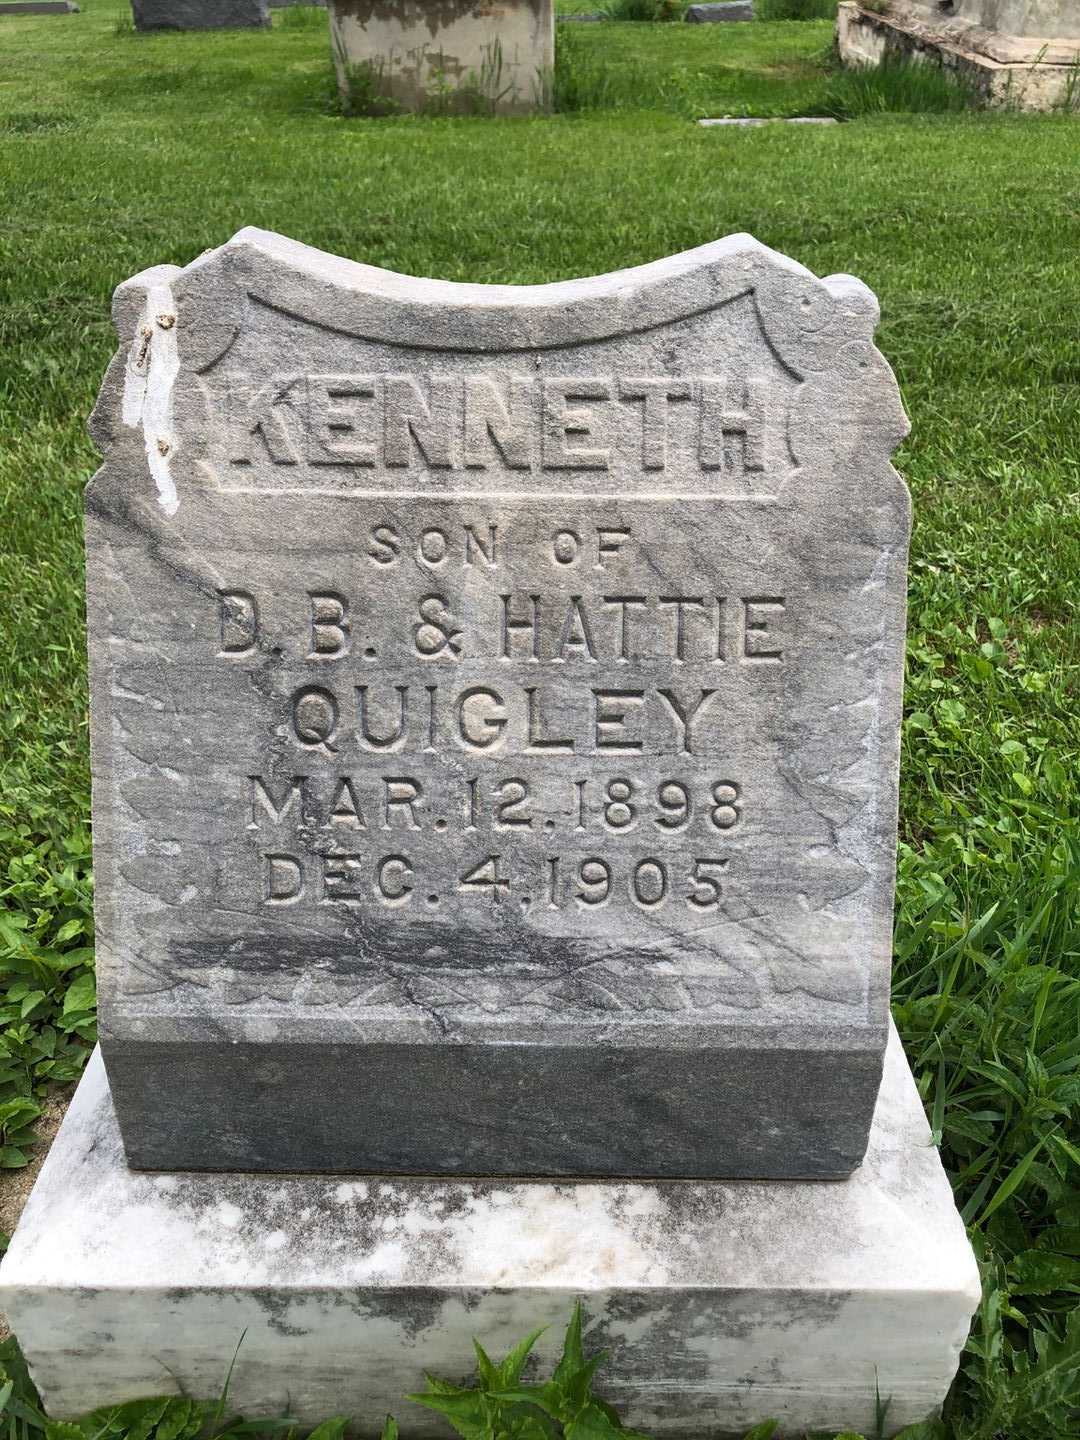 KENNETH
SON OF
D.B. & HATTIE
QUIGLEY
MAR.12.1898
DEC.4,1905